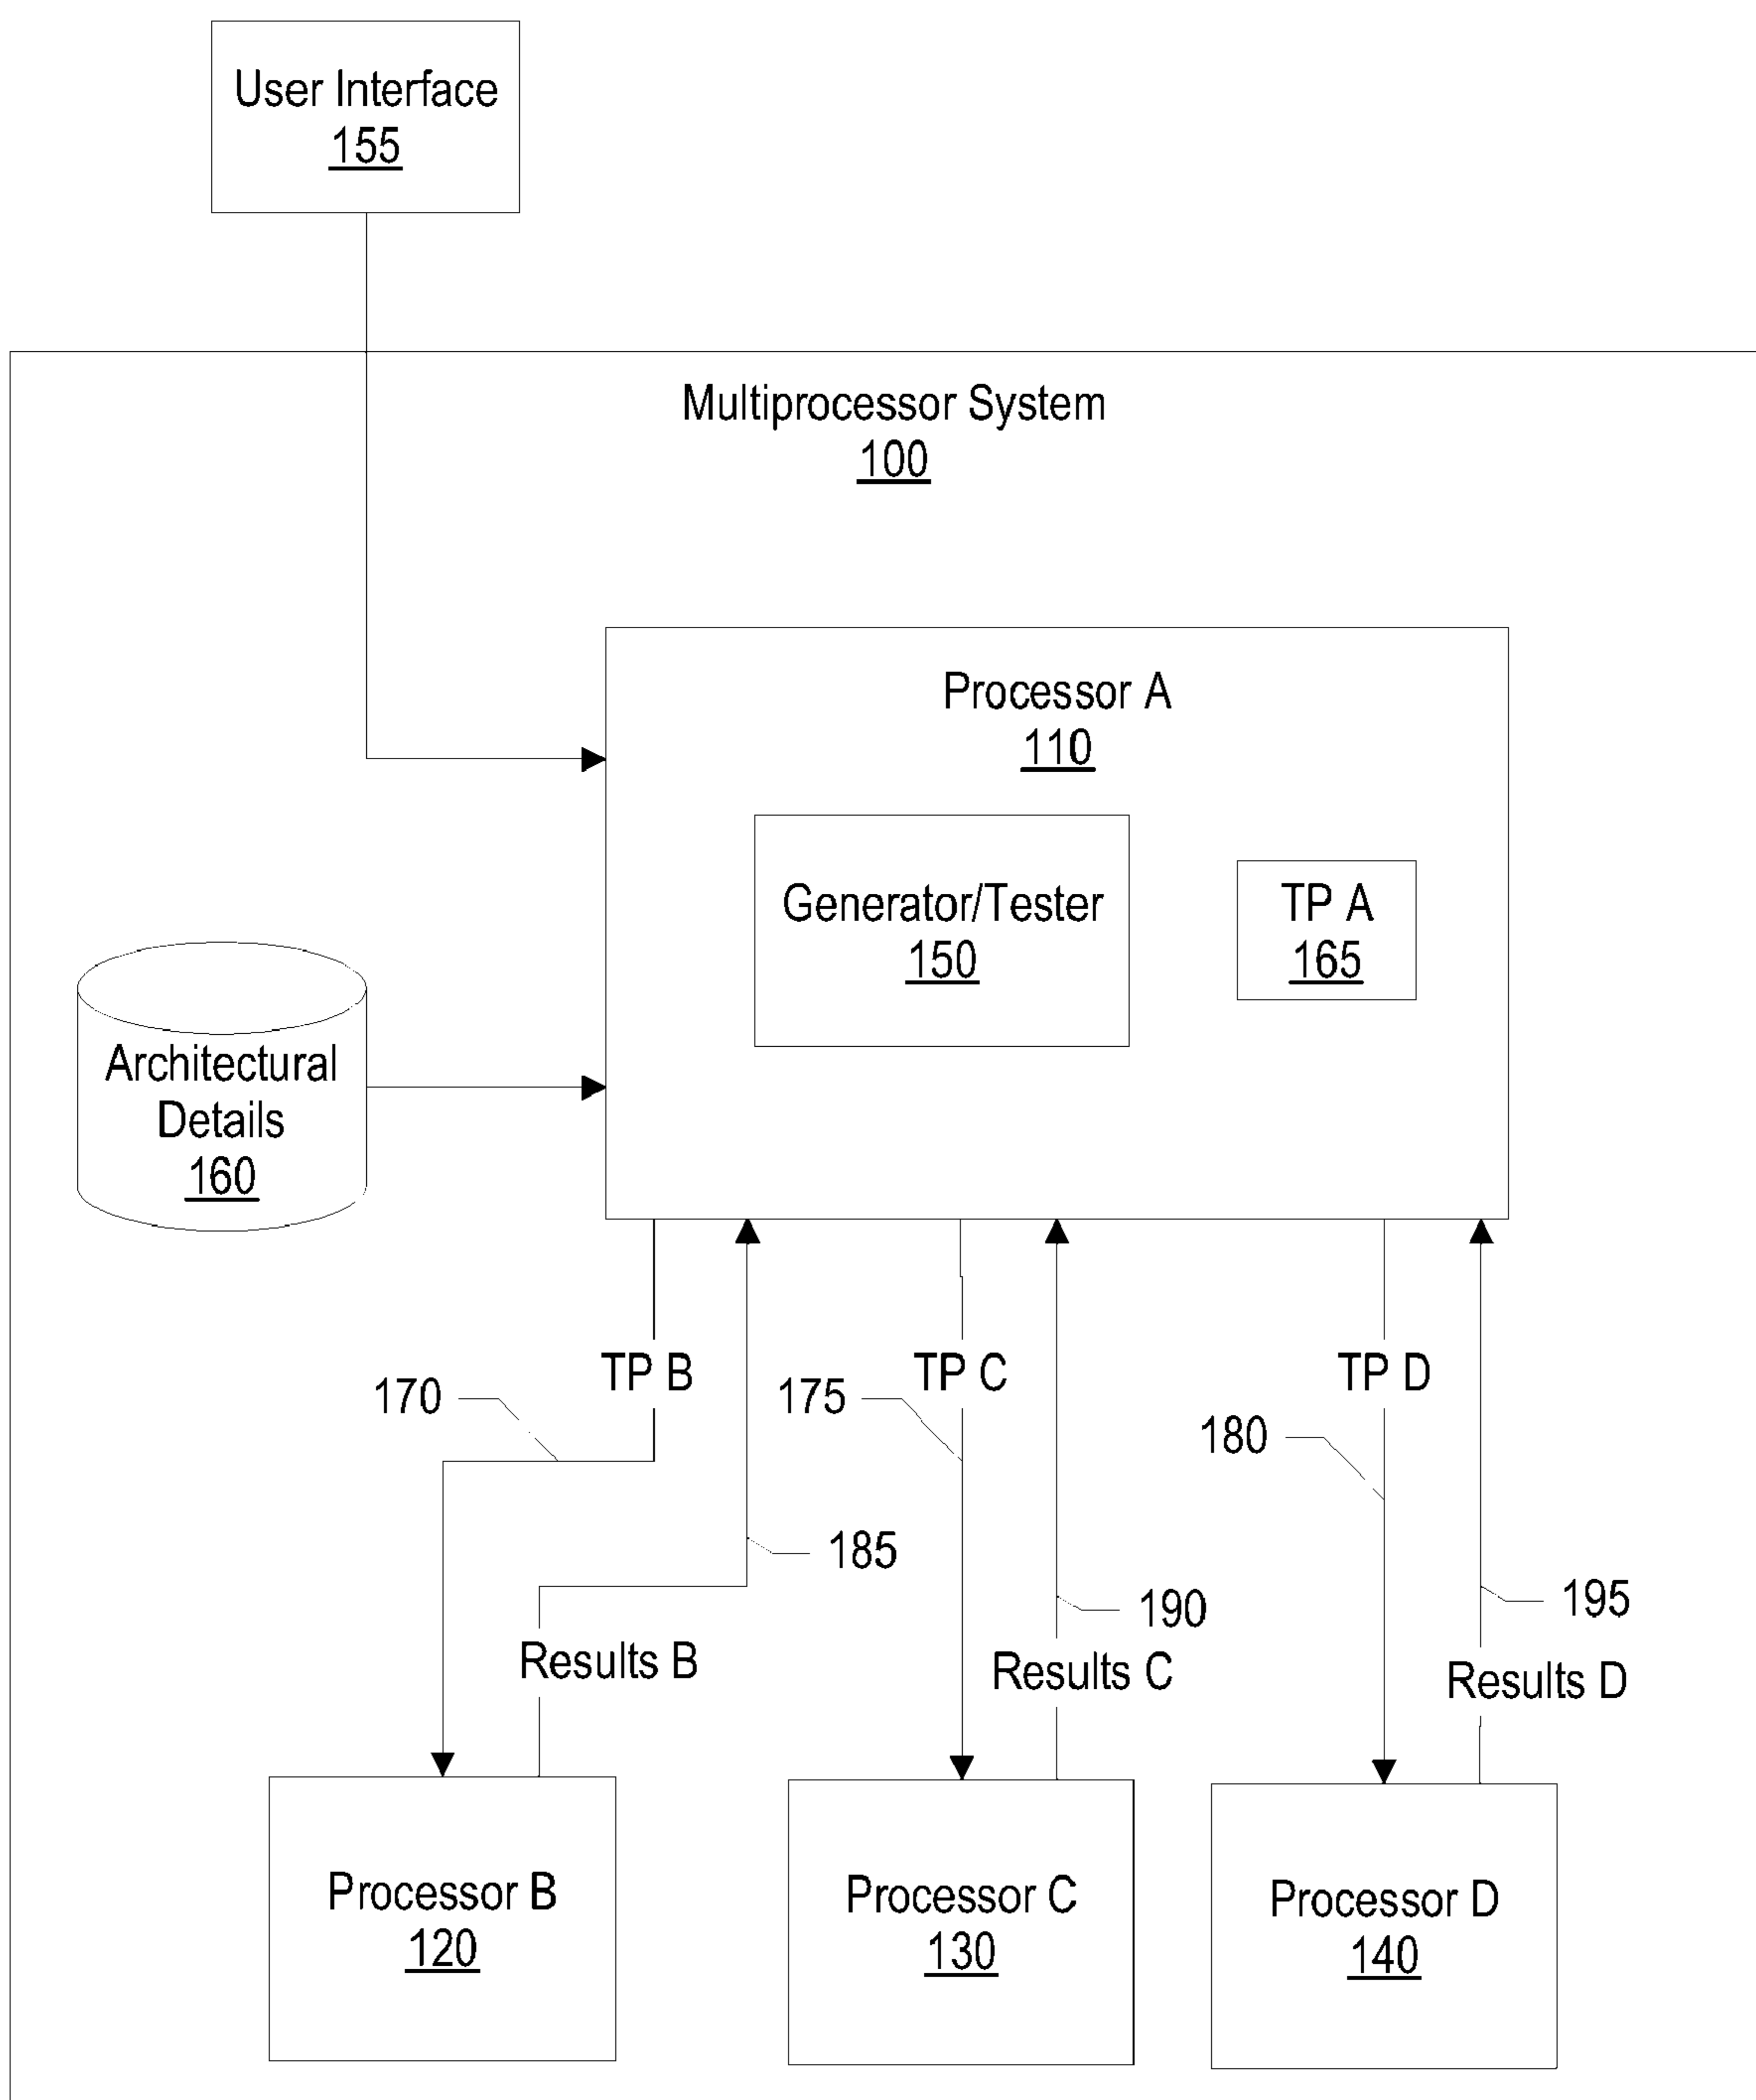 User Interface
155
Multiprocessor System
100
Processor A
110
Generator/Tester
150
TP A
165
Architectural
Details
160
TP B
TP C
TP D
170
175
180
185
190
195
Results B
Results C
Results D
Processor B
120
Processor C
130
Processor D
140